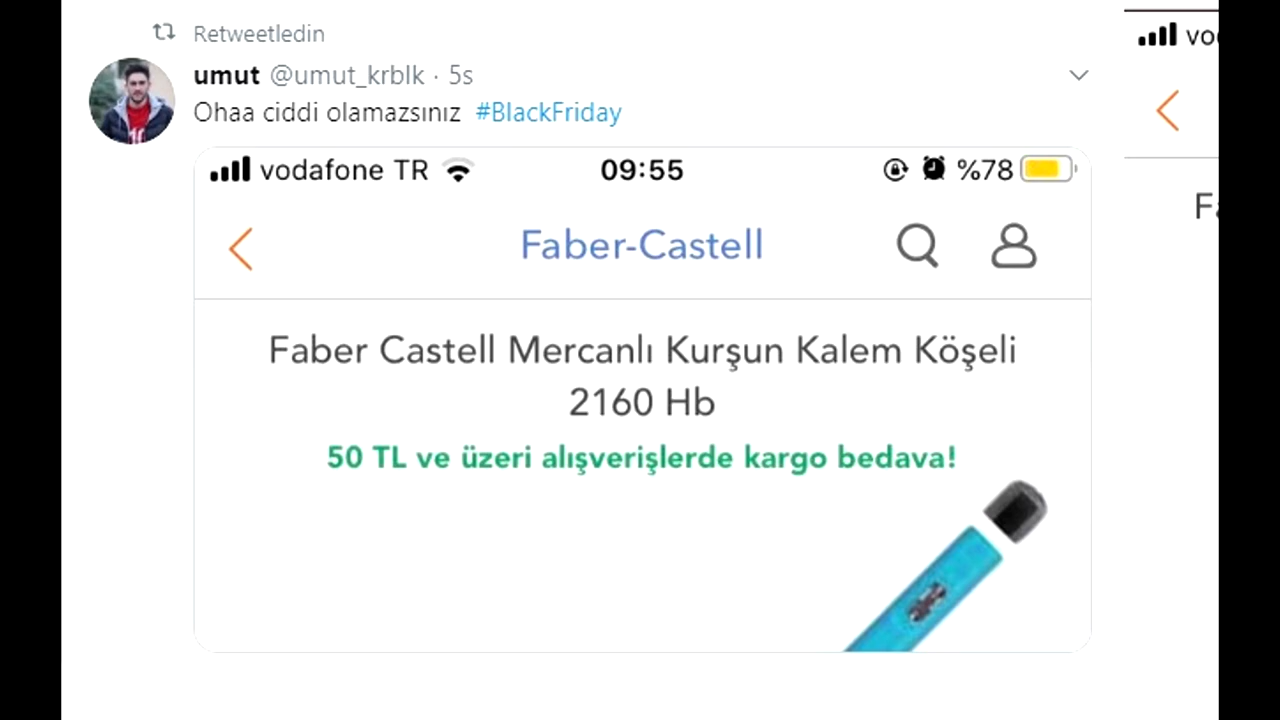 Retweetledin
umut @umut_krblk · 5s
Ohaa ciddi olamazsınız #BlackFriday
vodafone TR 09:55 %78
Faber-Castell
Faber Castell Mercanlı Kurşun Kalem Köşeli
2160 Hb
50 TL ve üzeri alışverişlerde kargo bedava!